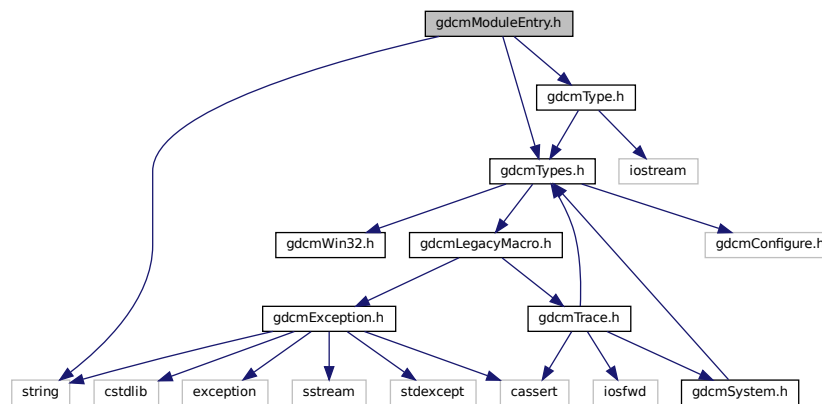 gdcmModuleEntry.h
gdcmType.h
gdcmTypes.h
iostream
gdcmWin32.h
gdcmLegacyMacro.h
gdcmConfigure.h
gdcmException.h
gdcmTrace.h
string
cstdlib
exception
sstream
stdexcept
cassert
iosfwd
gdcmSystem.h